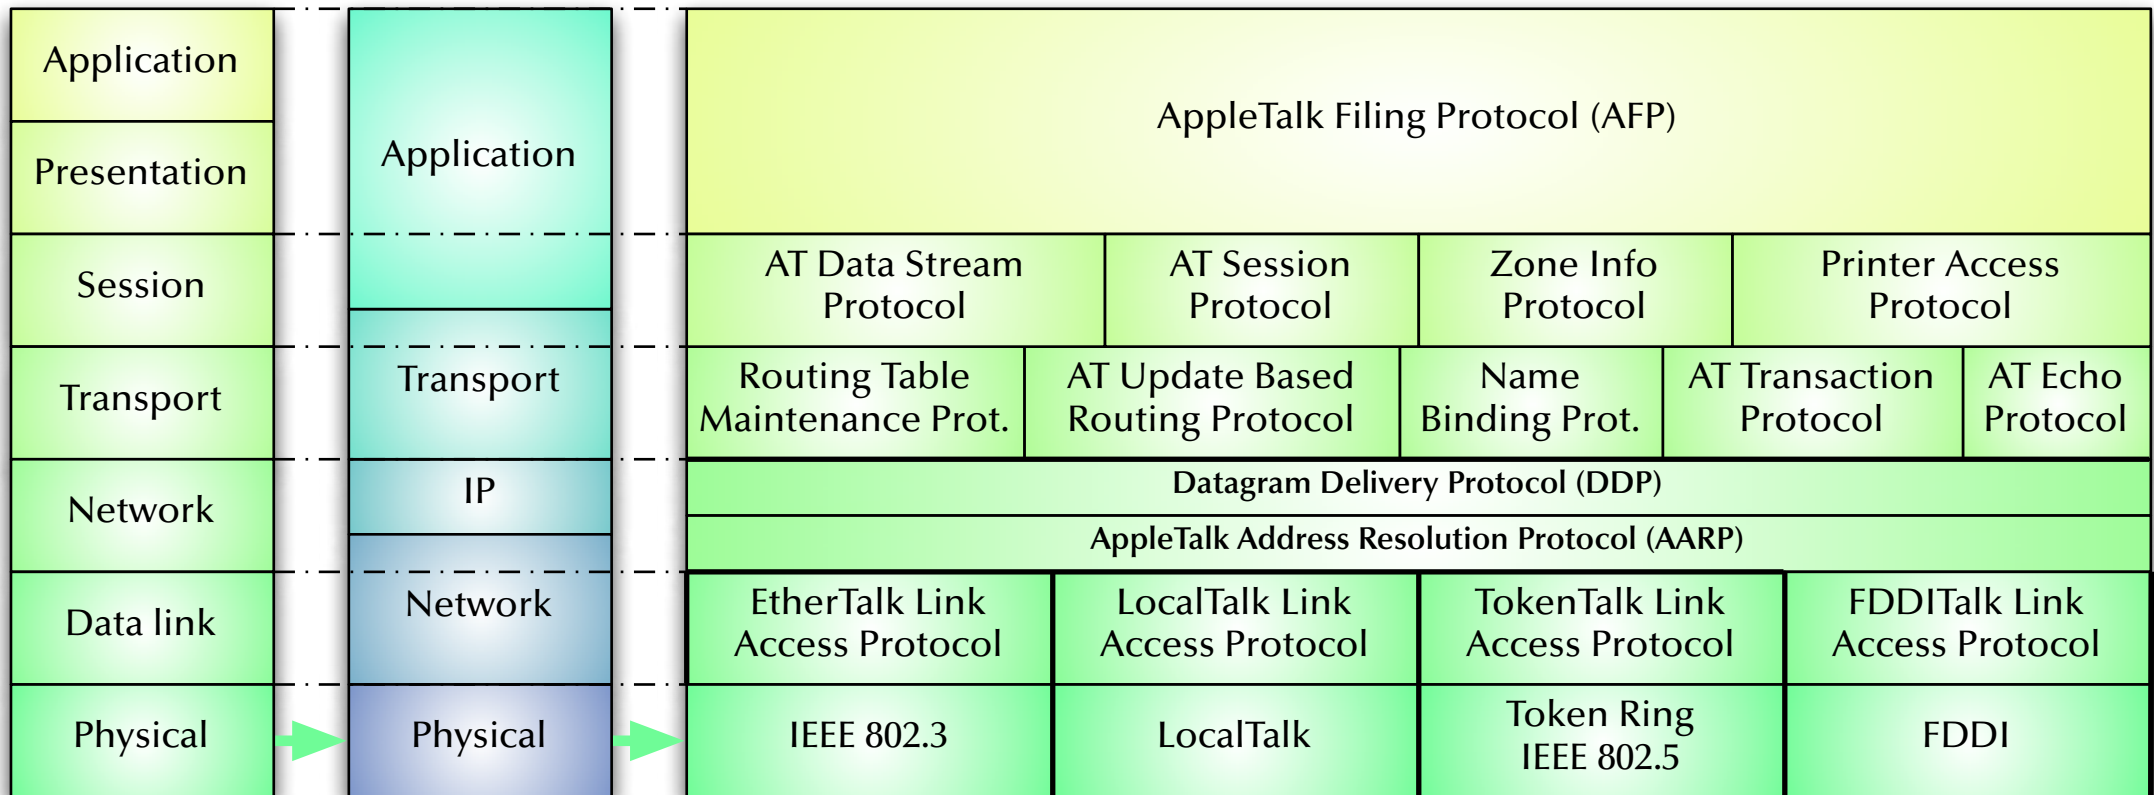 Application
Presentation
Session
Transport
Network
Data link
Physical
Application
Transport
IP
Network
Physical
AppleTalk Filing Protocol (AFP)
AT Data Stream
Protocol
AT Session
Protocol
Zone Info
Protocol
Printer Access
Protocol
Routing Table
Maintenance Prot.
AT Update Based
Routing Protocol
Name
Binding Prot.
AT Transaction
Protocol
AT Echo
Protocol
Datagram Delivery Protocol (DDP)
AppleTalk Address Resolution Protocol (AARP)
EtherTalk Link
Access Protocol
LocalTalk Link
Access Protocol
TokenTalk Link
Access Protocol
FDDITalk Link
Access Protocol
IEEE 802.3
LocalTalk
Token Ring
IEEE 802.5
FDDI